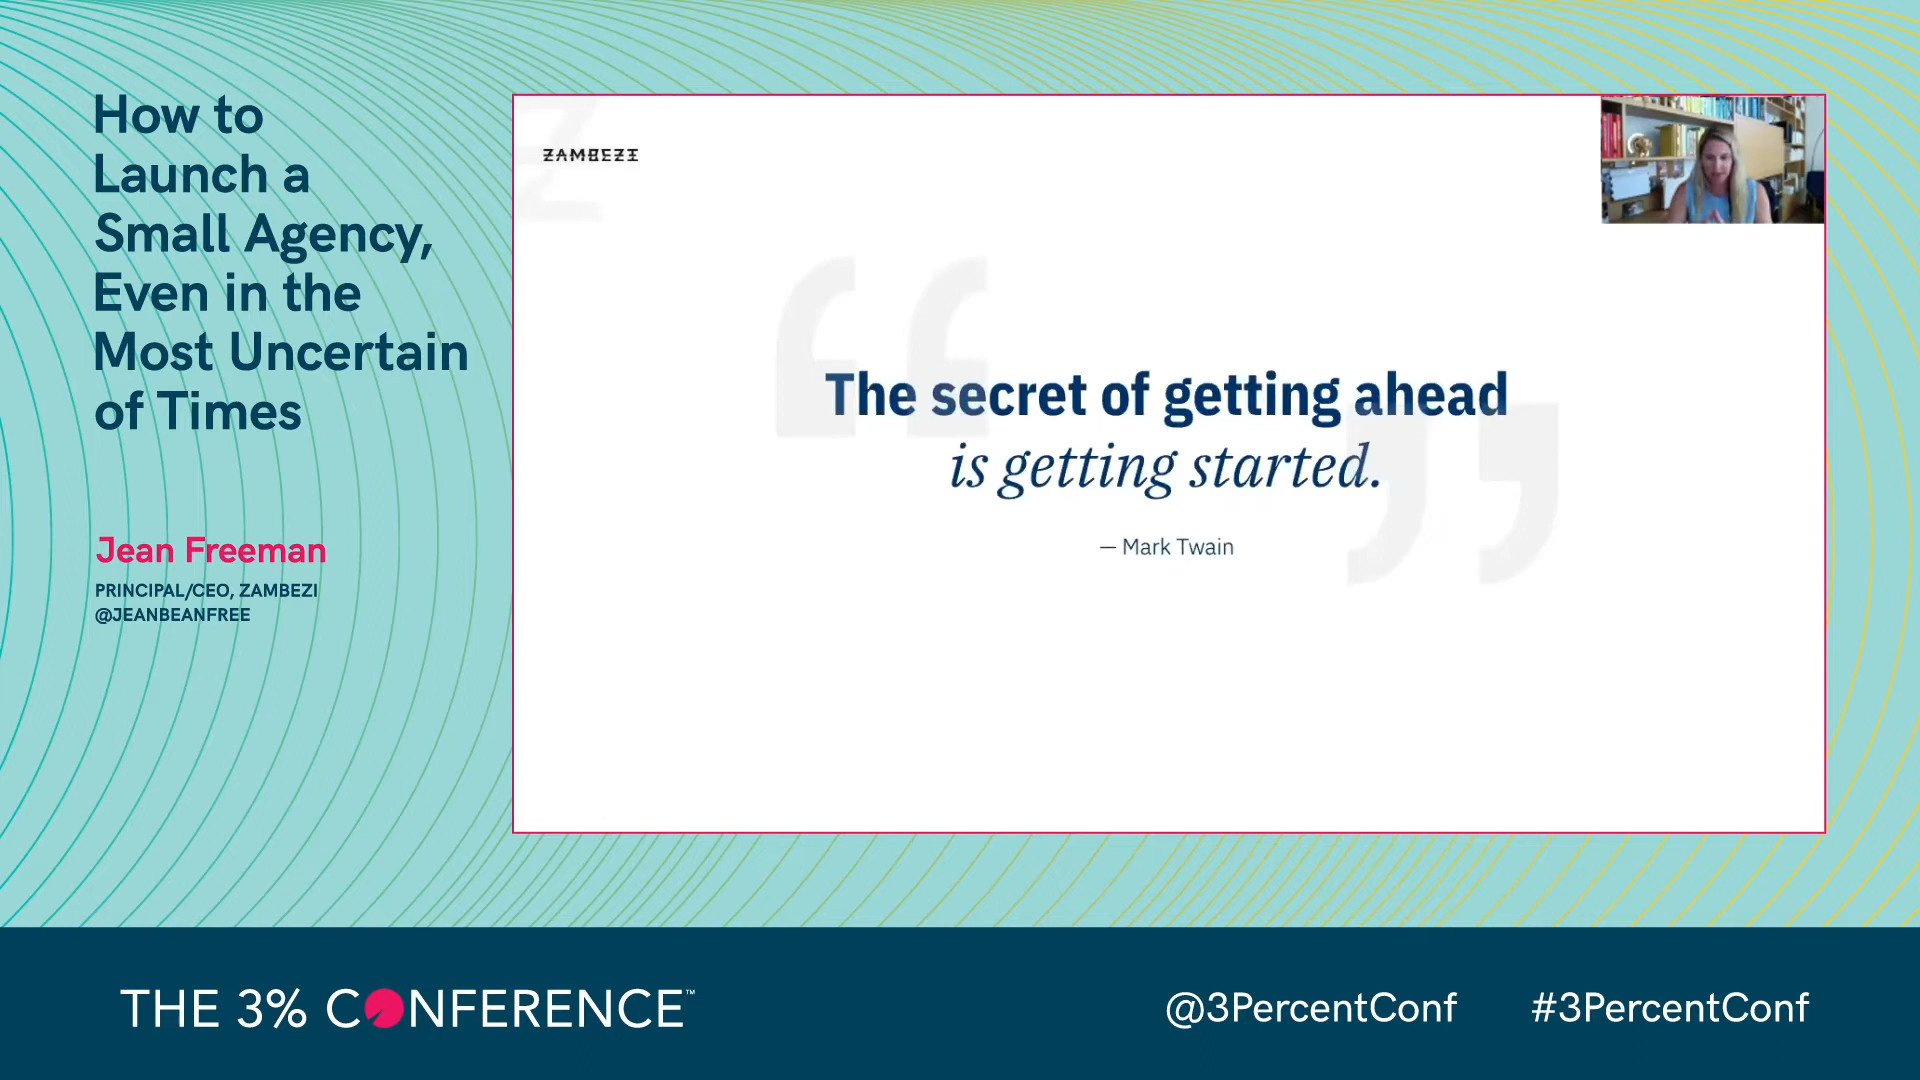 How to
Launch a
Small Agency,
Even in the
Most Uncertain
of Times
Jean Freeman
PRINCIPAL/CEO, ZAMBEZI
@JEANBEANFREE
ZAMBEZI
The secret of getting ahead
is getting started.
— Mark Twain
THE 3% CONFERENCE™
@3PercentConf #3PercentConf